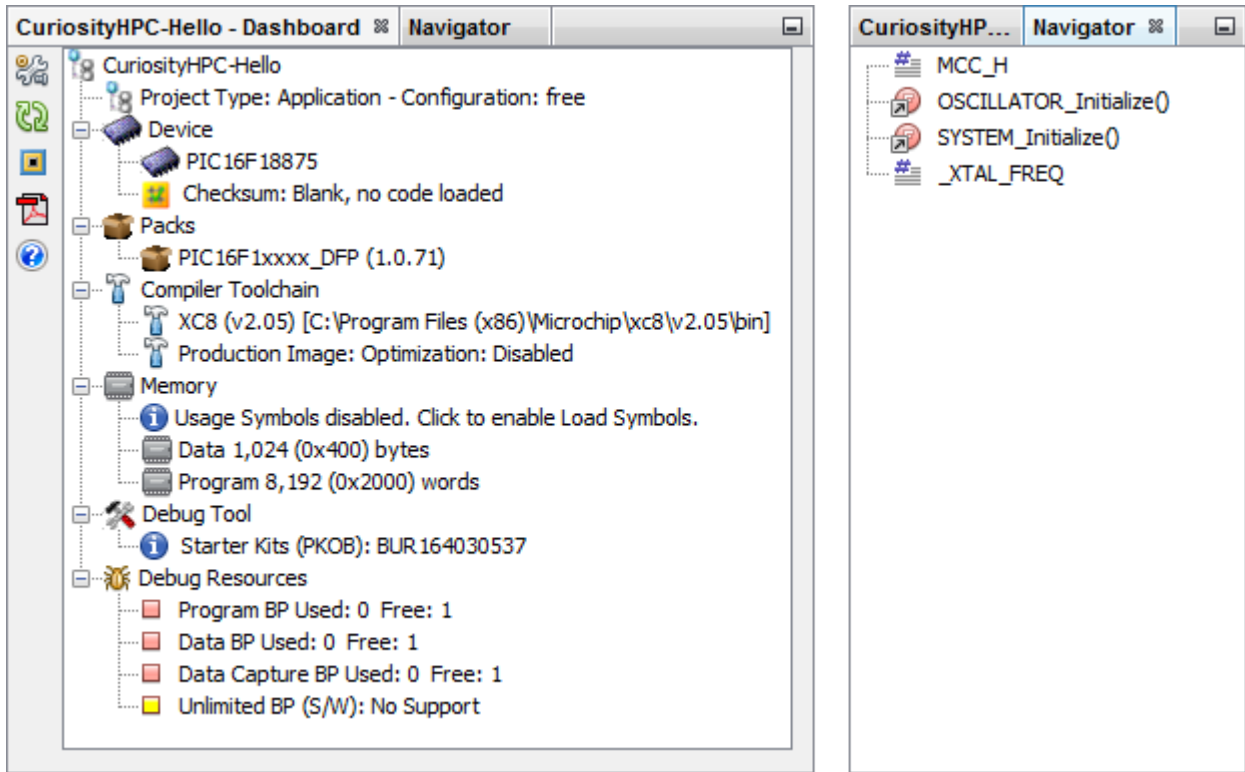 CuriosityHPC-Hello - Dashboard
Navigator
CuriosityHPC-Hello
Project Type: Application - Configuration: free
Device
PIC16F18875
Checksum: Blank, no code loaded
Packs
PIC16F1xxxx_DFP (1.0.71)
Compiler Toolchain
XC8 (v2.05) [C:\Program Files (x86)\Microchip\xc8\v2.05\bin]
Production Image: Optimization: Disabled
Memory
Usage Symbols disabled. Click to enable Load Symbols.
Data 1,024 (0x400) bytes
Program 8,192 (0x2000) words
Debug Tool
Starter Kits (PKOB): BUR164030537
Debug Resources
Program BP Used: 0 Free: 1
Data BP Used: 0 Free: 1
Data Capture BP Used: 0 Free: 1
Unlimited BP (S/W): No Support
CuriosityHP...
Navigator
MCC_H
OSCILLATOR_Initialize()
SYSTEM_Initialize()
_XTAL_FREQ